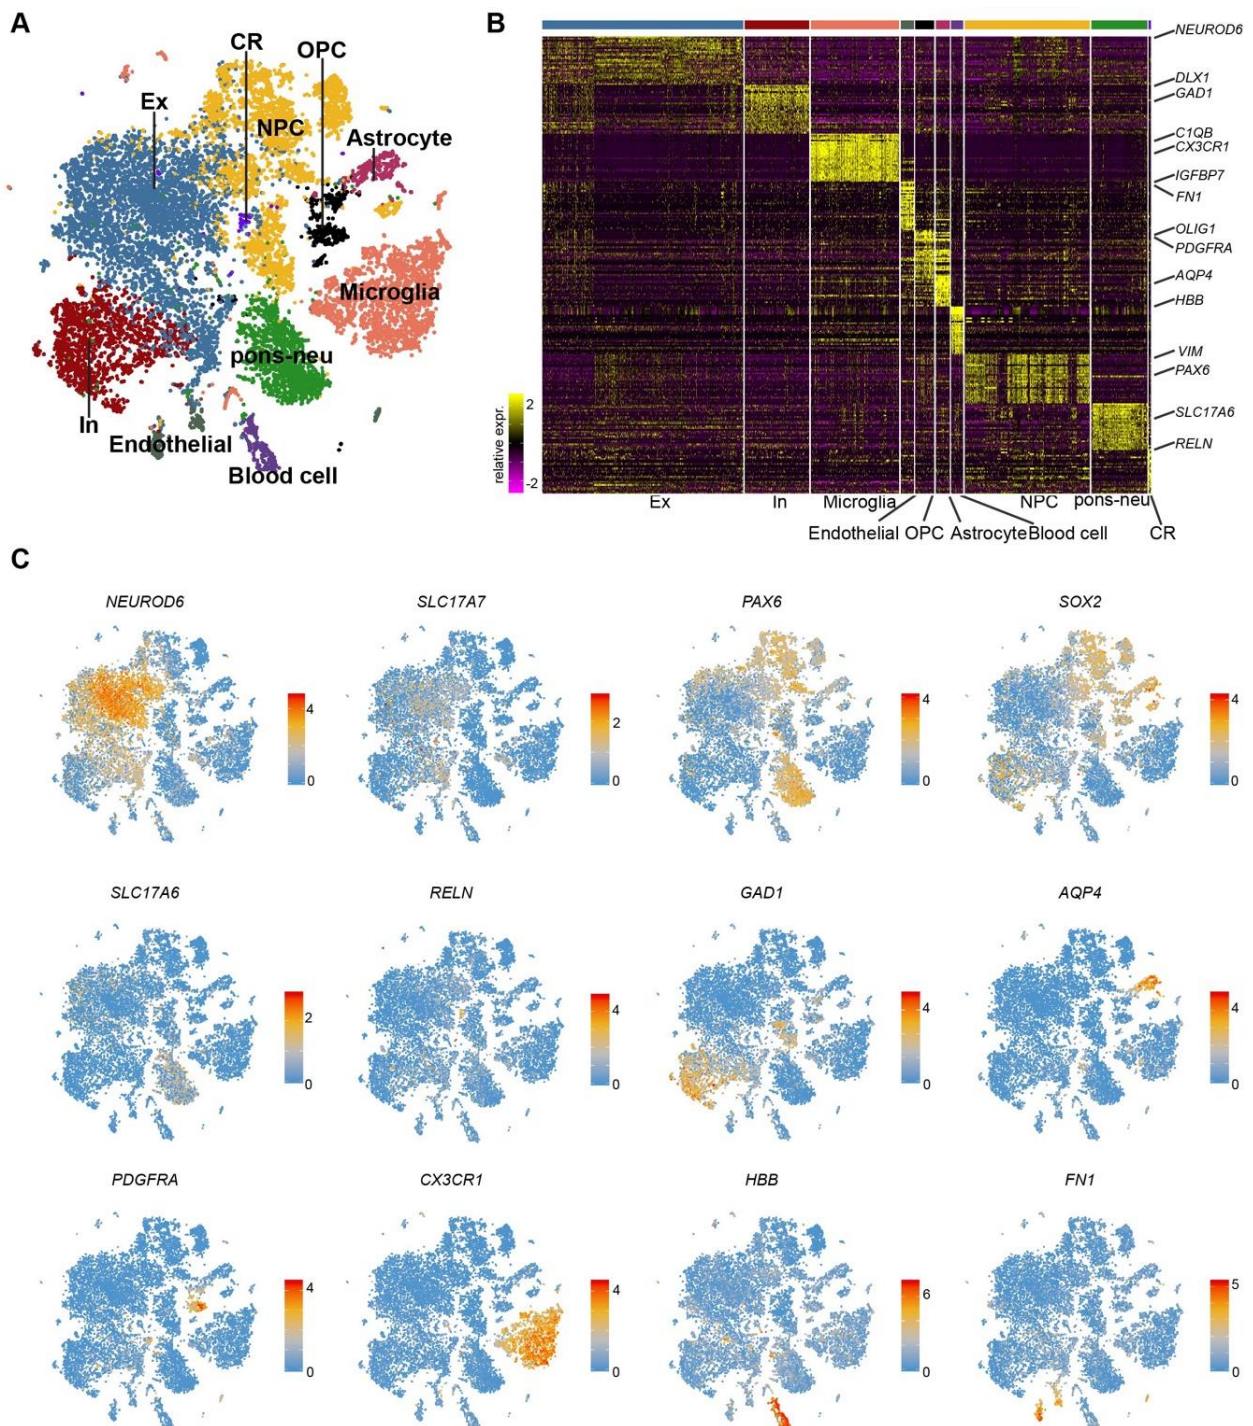 A
CR
OPC
Ex
NPC
Astrocyte
Microglia
pons-neu
In
Endothelial
Blood cell
B
NEUROD6
DLX1
GAD1
C1QB
CX3CR1
IGFBP7
FN1
OLIG1
PDGFRA
AQP4
HBB
VIM
PAX6
SLC17A6
RELN
relative expr.
2
-2
Ex In Microglia NPC pons-neu
Endothelial OPC Astrocyte Blood cell CR
C
NEUROD6 SLC17A7 PAX6 SOX2
4 2 4 4
0 0 0 0
SLC17A6 RELN GAD1 AQP4
2 4 4 4
0 0 0 0
PDGFRA CX3CR1 HBB FN1
4 4 6 5
0 0 0 0